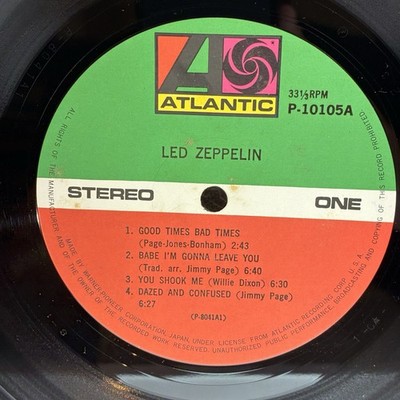 ATLANTIC
33⅓RPM
P-10105A
LED ZEPPELIN
STEREO
ONE
1. GOOD TIMES BAD TIMES
(Page-Jones-Bonham) 2:43
2. BABE I'M GONNA LEAVE YOU
(Trad. arr. Jimmy Page) 6:40
3. YOU SHOOK ME (Willie Dixon) 6:30
4. DAZED AND CONFUSED (Jimmy Page)
6:27
(P-8041A1)
ALL RIGHTS OF THE MANUFACTURER AND OF THE OWNER OF THE RECORDED WORK RESERVED. UNAUTHORIZED PUBLIC PERFORMANCE, BROADCASTING AND COPYING OF THIS RECORD PROHIBITED
MADE BY WARNER-PIONEER CORPORATION, JAPAN, UNDER LICENSE FROM ATLANTIC RECORDING CORP., U.S.A.